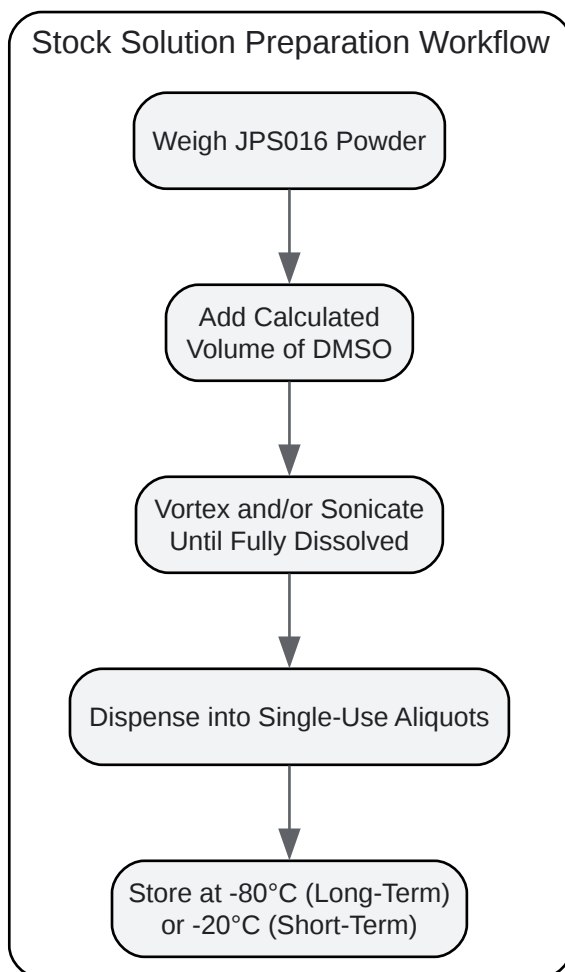 Stock Solution Preparation Workflow
Weigh JPS016 Powder
Add Calculated
Volume of DMSO
Vortex and/or Sonicate
Until Fully Dissolved
Dispense into Single-Use Aliquots
Store at -80°C (Long-Term)
or -20°C (Short-Term)